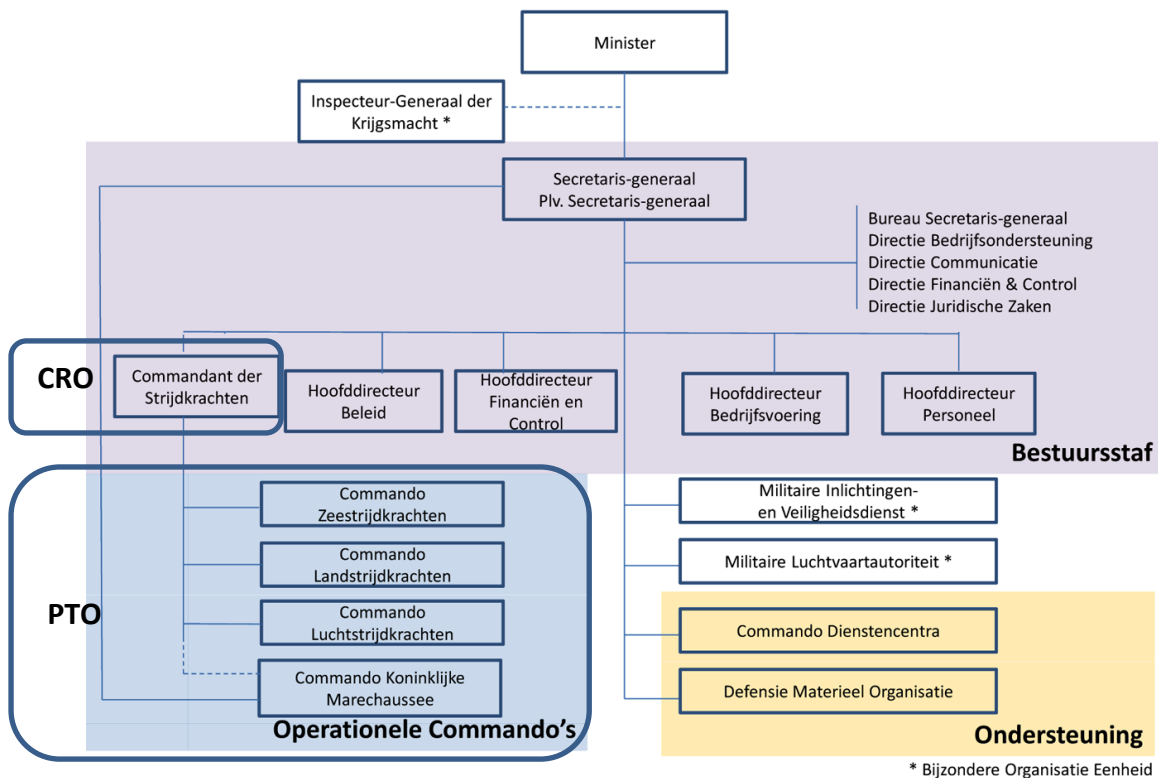 Minister
Inspecteur-Generaal der
Krijgsmacht *
Secretaris-generaal
Plv. Secretaris-generaal
Bureau Secretaris-generaal
Directie Bedrijfsondersteuning
Directie Communicatie
Directie Financiën & Control
Directie Juridische Zaken
CRO
Commandant der
Strijdkrachten
Hoofddirecteur
Beleid
Hoofddirecteur
Financiën en
Control
Hoofddirecteur
Bedrijfsvoering
Hoofddirecteur
Personeel
Bestuursstaf
PTO
Commando
Zeestrijdkrachten
Commando
Landstrijdkrachten
Commando
Luchtstrijdkrachten
Commando Koninklijke
Marechaussee
Operationele Commando's
Militaire Inlichtingen-
en Veiligheidsdienst *
Militaire Luchtvaartautoriteit *
Commando Dienstencentra
Defensie Materieel Organisatie
Ondersteuning
* Bijzondere Organisatie Eenheid